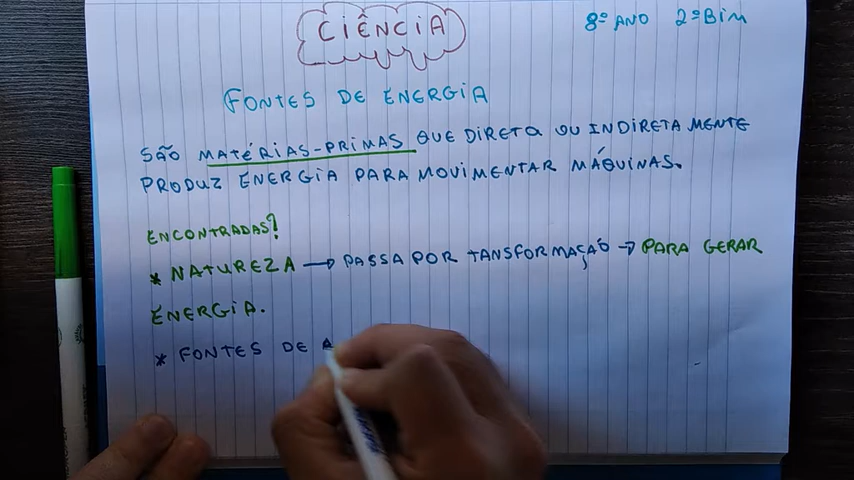 CIÊNCIA
8º ANO 2º BIM
FONTES DE ENERGIA
SÃO MATÉRIAS-PRIMAS QUE DIRETA OU INDIRETAMENTE
PRODUZ ENERGIA PARA MOVIMENTAR MÁQUINAS.
ENCONTRADAS?
* NATUREZA → PASSA POR TANSFORMAÇÃO → PARA GERAR
ENERGIA.
* FONTES DE A